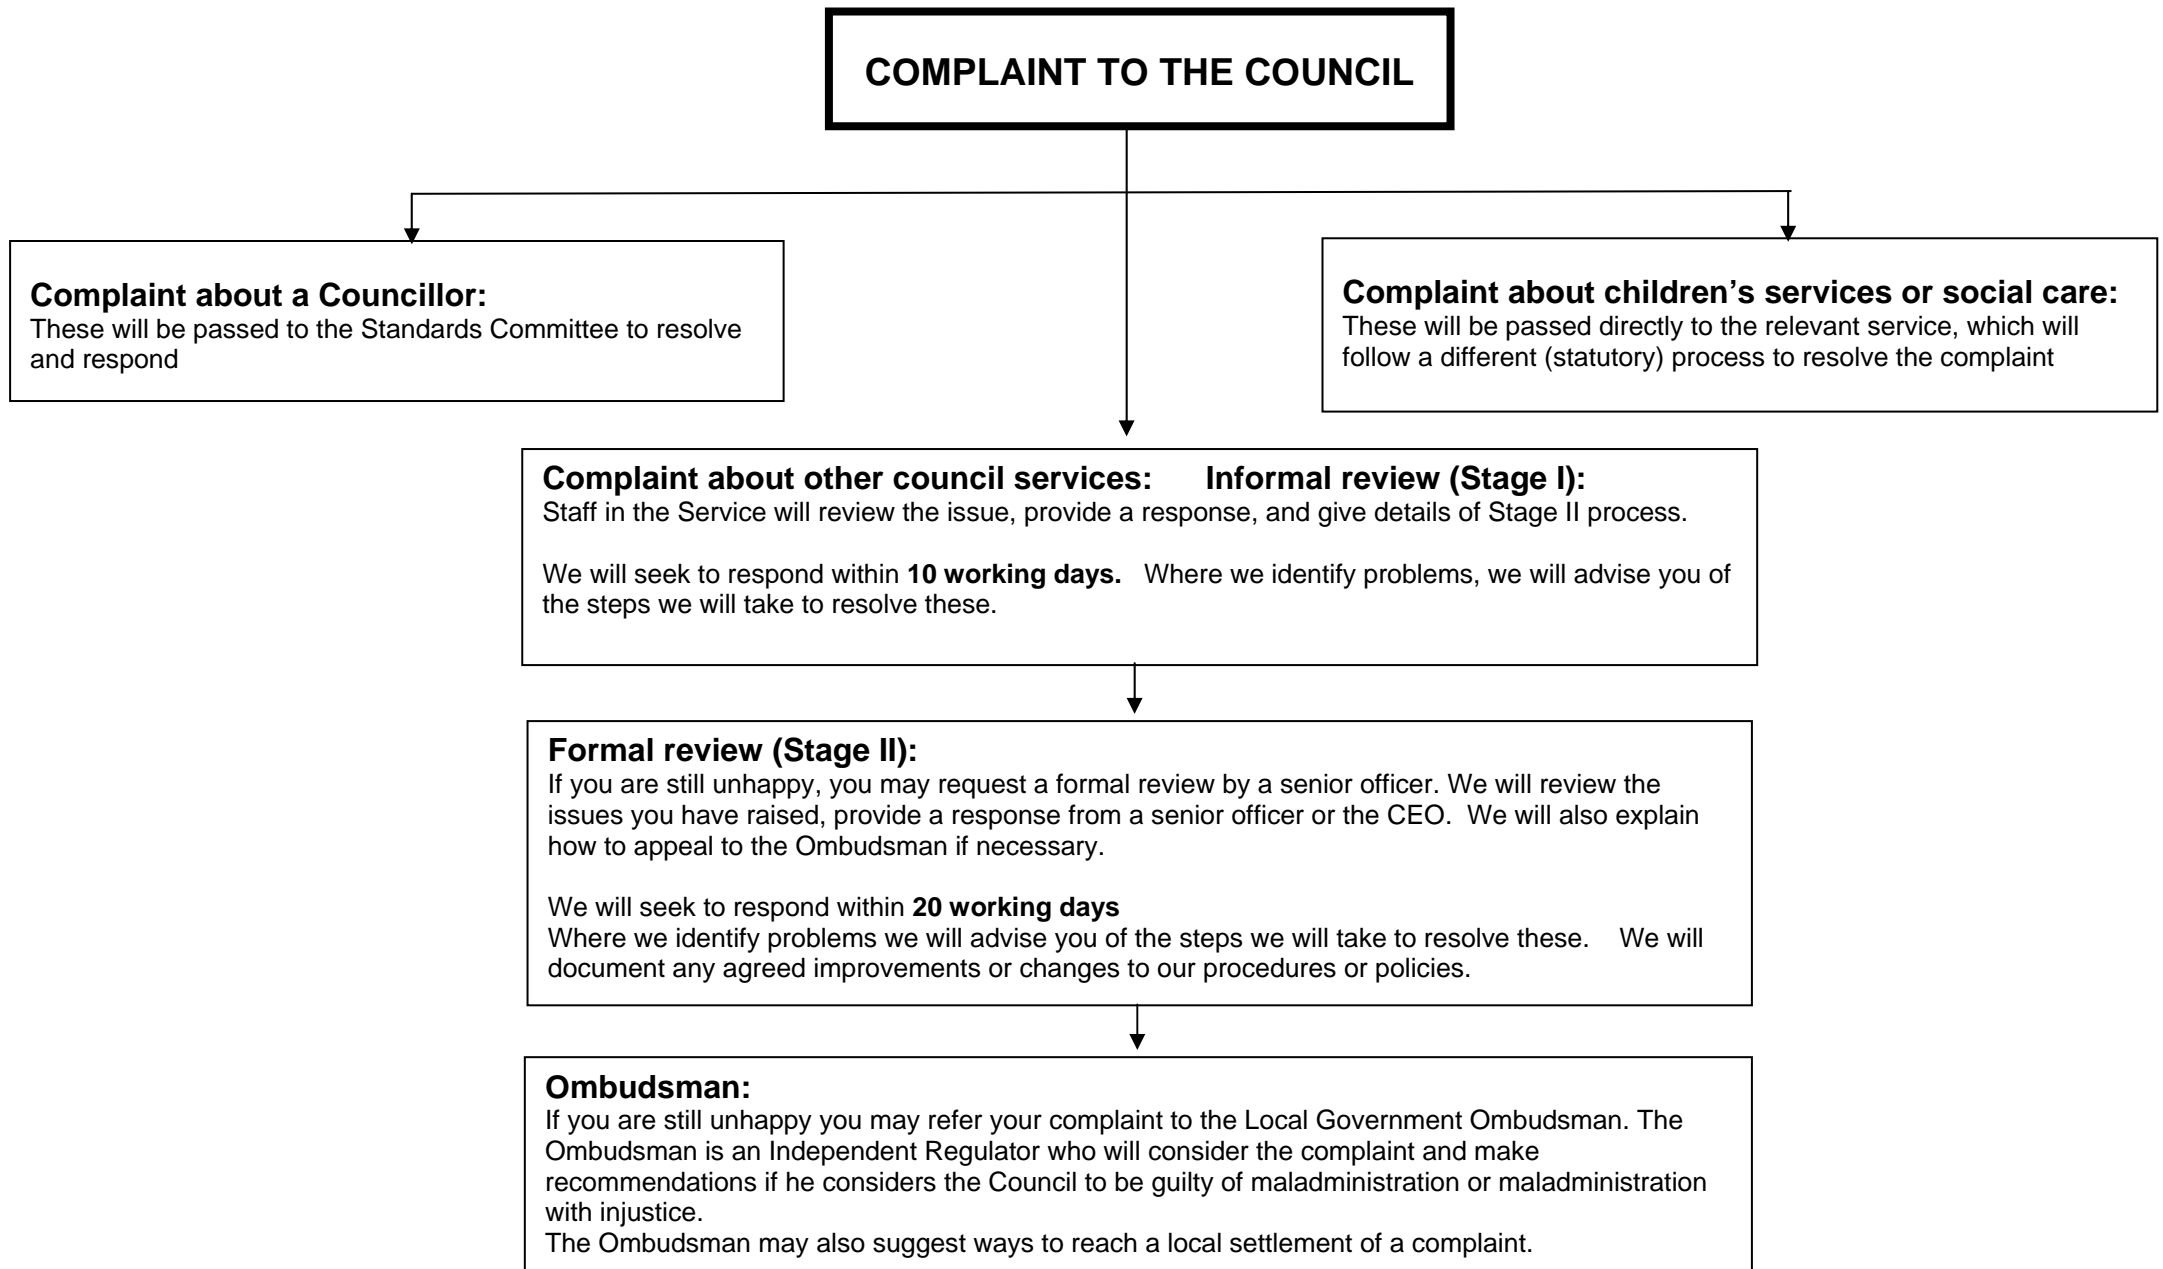 COMPLAINT TO THE COUNCIL
Complaint about a Councillor:
These will be passed to the Standards Committee to resolve
and respond
Complaint about children’s services or social care:
These will be passed directly to the relevant service, which will
follow a different (statutory) process to resolve the complaint
Complaint about other council services: Informal review (Stage I):
Staff in the Service will review the issue, provide a response, and give details of Stage II process.
We will seek to respond within 10 working days. Where we identify problems, we will advise you of
the steps we will take to resolve these.
Formal review (Stage II):
If you are still unhappy, you may request a formal review by a senior officer. We will review the
issues you have raised, provide a response from a senior officer or the CEO. We will also explain
how to appeal to the Ombudsman if necessary.
We will seek to respond within 20 working days
Where we identify problems we will advise you of the steps we will take to resolve these. We will
document any agreed improvements or changes to our procedures or policies.
Ombudsman:
If you are still unhappy you may refer your complaint to the Local Government Ombudsman. The
Ombudsman is an Independent Regulator who will consider the complaint and make
recommendations if he considers the Council to be guilty of maladministration or maladministration
with injustice.
The Ombudsman may also suggest ways to reach a local settlement of a complaint.